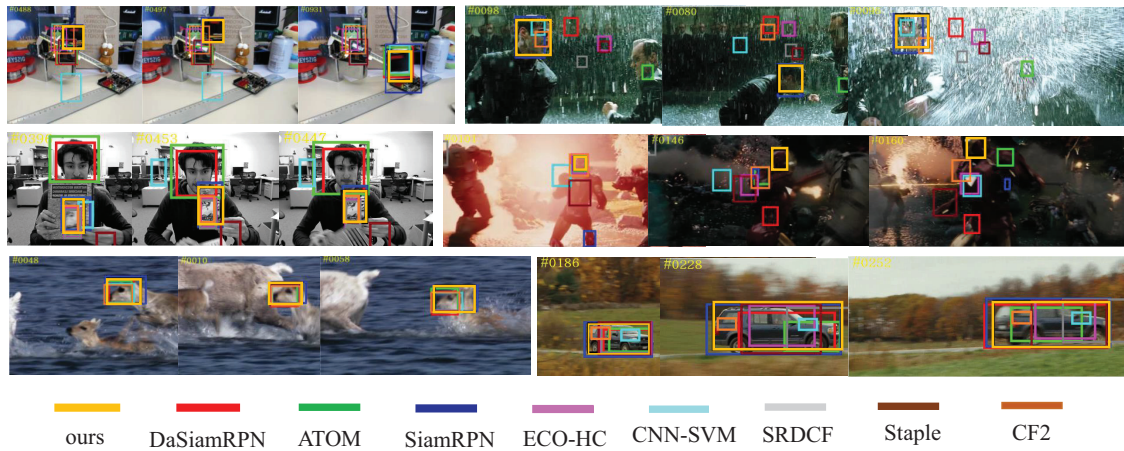 #0488
#0497
#0931
#0098
#0080
#0453
#0447
#0146
#0160
#0048
#0010
#0058
#0186
#0228
ours
DaSiamRPN
ATOM
SiamRPN
ECO-HC
CNN-SVM
SRDCF
Staple
CF2